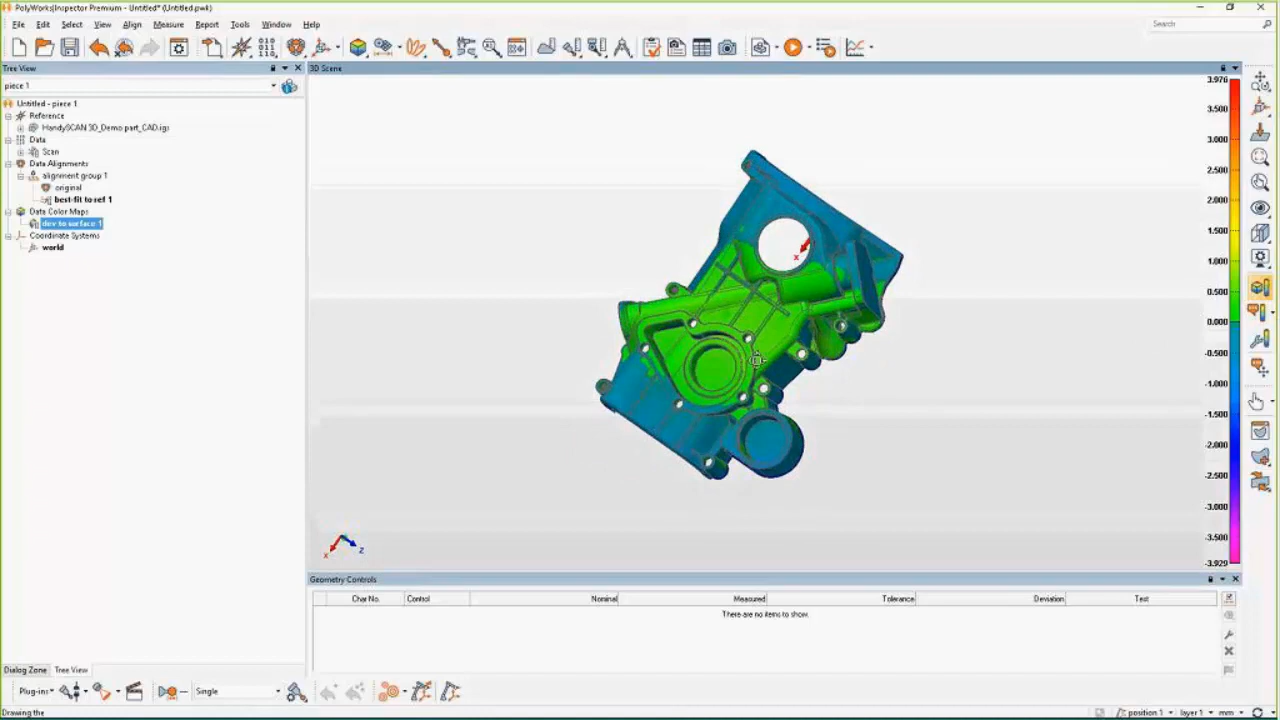 PolyWorks|Inspector Premium - Untitled* (Untitled.pwk)
File Edit Select View Align Measure Report Tools Window Help
Search
Tree View
3D Scene
piece 1
Untitled - piece 1
Reference
HandySCAN 3D_Demo part_CAD.igs
Data
Scan
Data Alignments
alignment group 1
original
best-fit to ref 1
Data Color Maps
dev to surface 1
Coordinate Systems
world
3.976
3.500
3.000
2.500
2.000
1.500
1.000
0.500
0.000
-0.500
-1.000
-1.500
-2.000
-2.500
-3.000
-3.500
-3.929
x
x
z
Geometry Controls
Char No. Control Nominal Measured Tolerance Deviation Test
There are no items to show.
Dialog Zone Tree View
Plug-ins Single
Drawing the
position 1 layer 1 mm